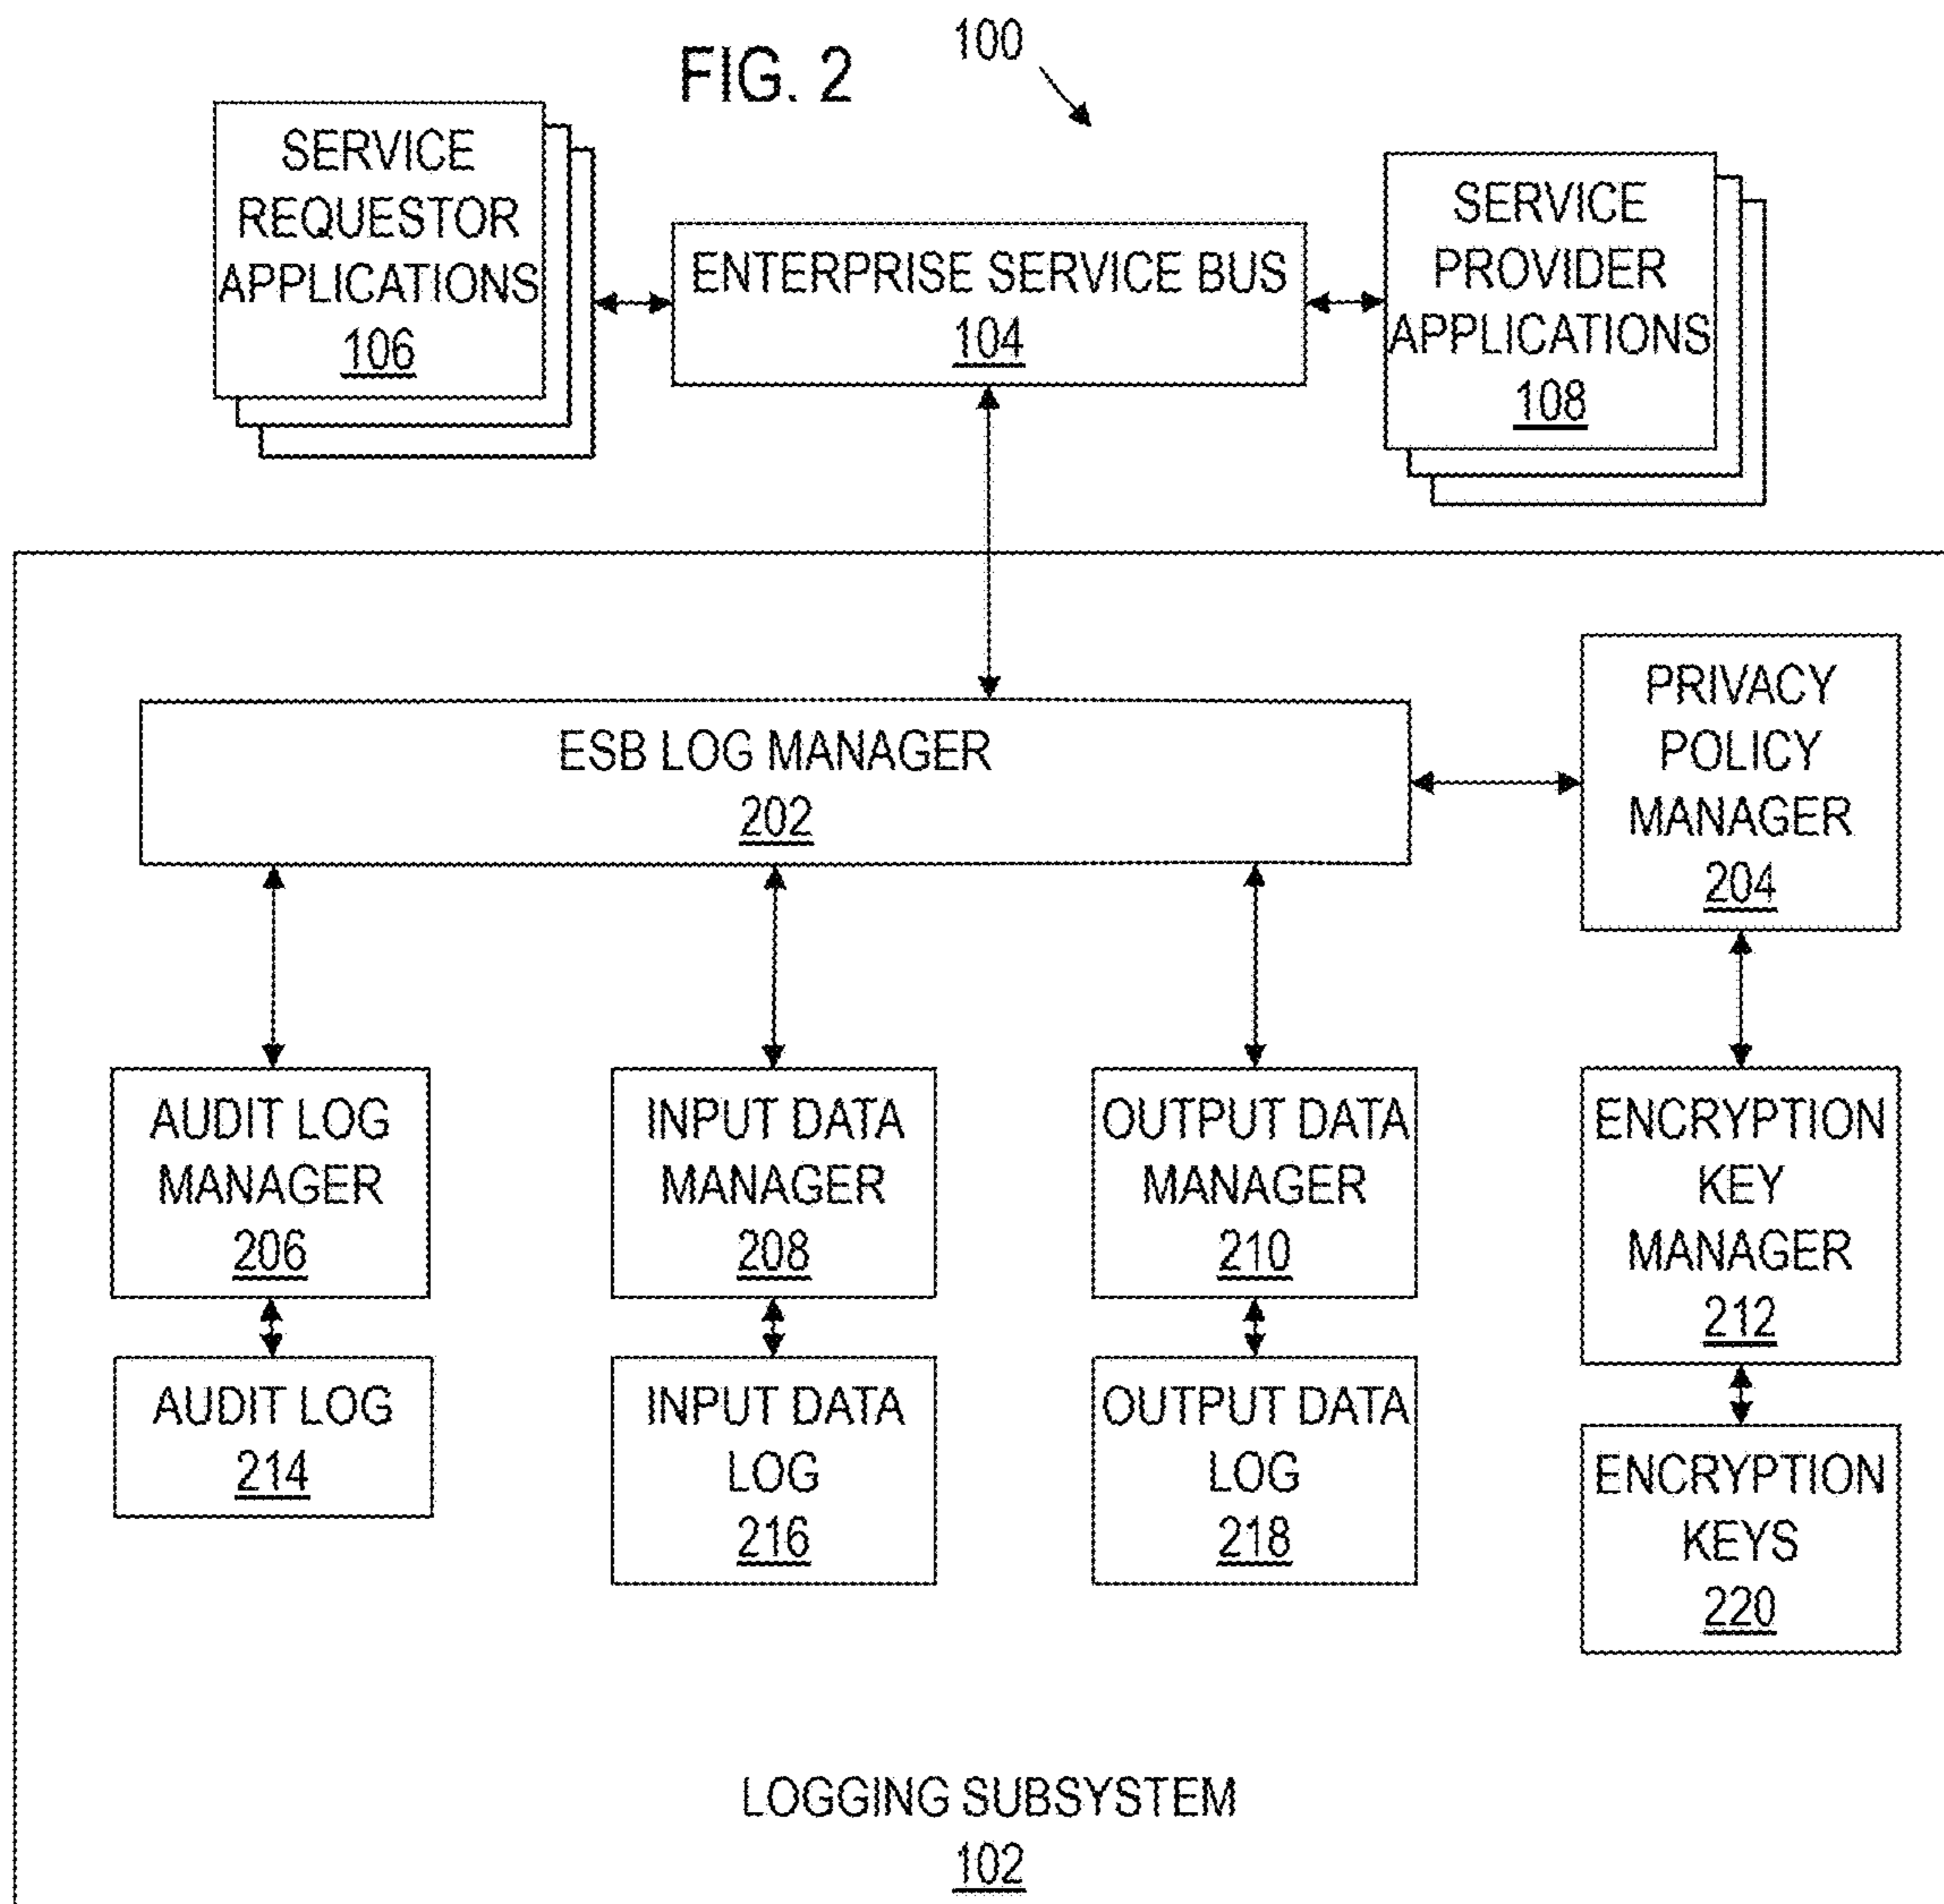 FIG. 2
100
SERVICE
REQUESTOR
APPLICATIONS
106
ENTERPRISE SERVICE BUS
104
SERVICE
PROVIDER
APPLICATIONS
108
ESB LOG MANAGER
202
PRIVACY
POLICY
MANAGER
204
AUDIT LOG
MANAGER
206
INPUT DATA
MANAGER
208
OUTPUT DATA
MANAGER
210
ENCRYPTION
KEY
MANAGER
212
AUDIT LOG
214
INPUT DATA
LOG
216
OUTPUT DATA
LOG
218
ENCRYPTION
KEYS
220
LOGGING SUBSYSTEM
102